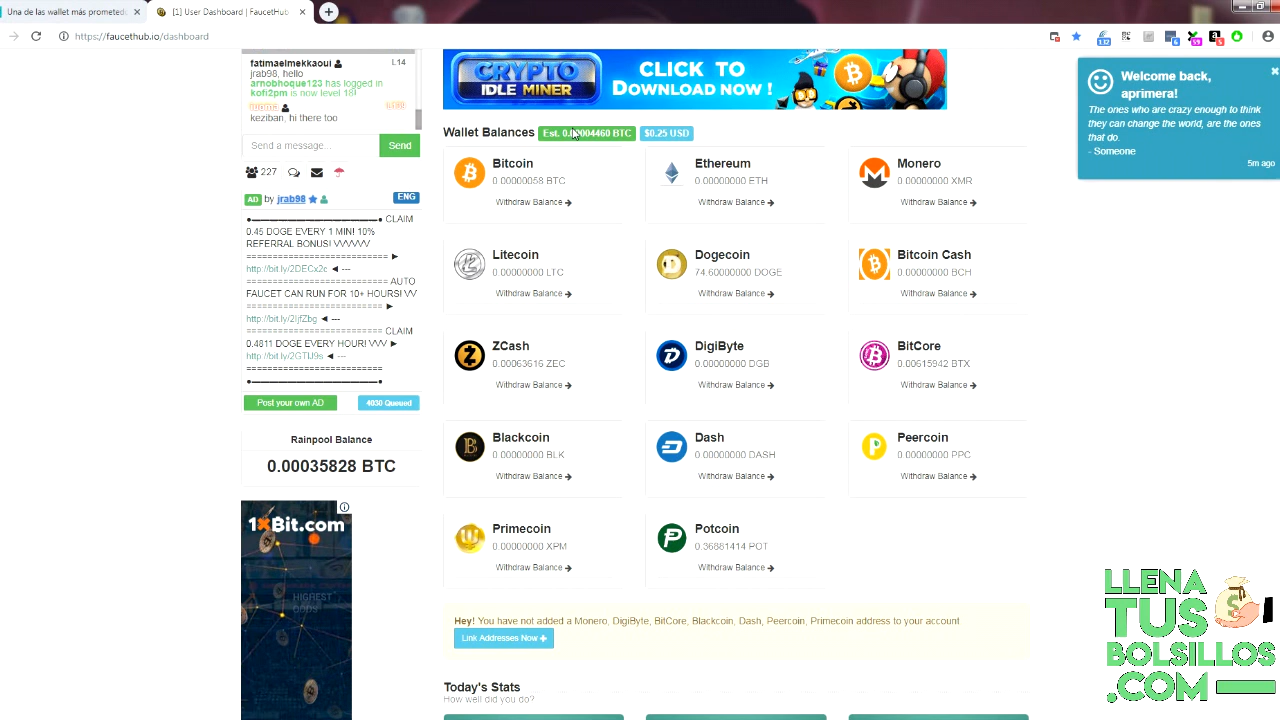 Una de las wallet más prometed
[1] User Dashboard | FaucetHub
https://faucethub.io/dashboard
fatimaelmekkaoui L14
jrab98, hello
arnobhoque123 has logged in
kofi2pm is now level 18!
keziban, hi there too
Send a message...
Send
227
AD by jrab98
ENG
CLAIM
0.45 DOGE EVERY 1 MIN! 10%
REFERRAL BONUS! \/\/\/\/\/\/
========================== ►
http://bit.ly/2DECx2c ◄ ---
========================= AUTO
FAUCET CAN RUN FOR 10+ HOURS! \/\/
========================= ►
http://bit.ly/2IjfZbg ◄ ---
========================= CLAIM
0.4811 DOGE EVERY HOUR! \/\/\/ ►
http://bit.ly/2GTlJ9s ◄ ---
=========================
Post your own AD
4030 Queued
Rainpool Balance
0.00035828 BTC
1xBit.com
HIGHEST
ODDS
CRYPTO
IDLE MINER
CLICK TO
DOWNLOAD NOW !
Wallet Balances Est. 0.00004460 BTC $0.25 USD
Bitcoin
0.00000058 BTC
Withdraw Balance
Ethereum
0.00000000 ETH
Withdraw Balance
Monero
0.00000000 XMR
Withdraw Balance
Litecoin
0.00000000 LTC
Withdraw Balance
Dogecoin
74.60000000 DOGE
Withdraw Balance
Bitcoin Cash
0.00000000 BCH
Withdraw Balance
ZCash
0.00063616 ZEC
Withdraw Balance
DigiByte
0.00000000 DGB
Withdraw Balance
BitCore
0.00615942 BTX
Withdraw Balance
Blackcoin
0.00000000 BLK
Withdraw Balance
Dash
0.00000000 DASH
Withdraw Balance
Peercoin
0.00000000 PPC
Withdraw Balance
Primecoin
0.00000000 XPM
Withdraw Balance
Potcoin
0.36881414 POT
Withdraw Balance
Hey! You have not added a Monero, DigiByte, BitCore, Blackcoin, Dash, Peercoin, Primecoin address to your account
Link Addresses Now
Today's Stats
How well did you do?
Welcome back,
aprimera!
The ones who are crazy enough to think
they can change the world, are the ones
that do.
- Someone
5m ago
LLENA
TUS
BOLSILLOS
.COM